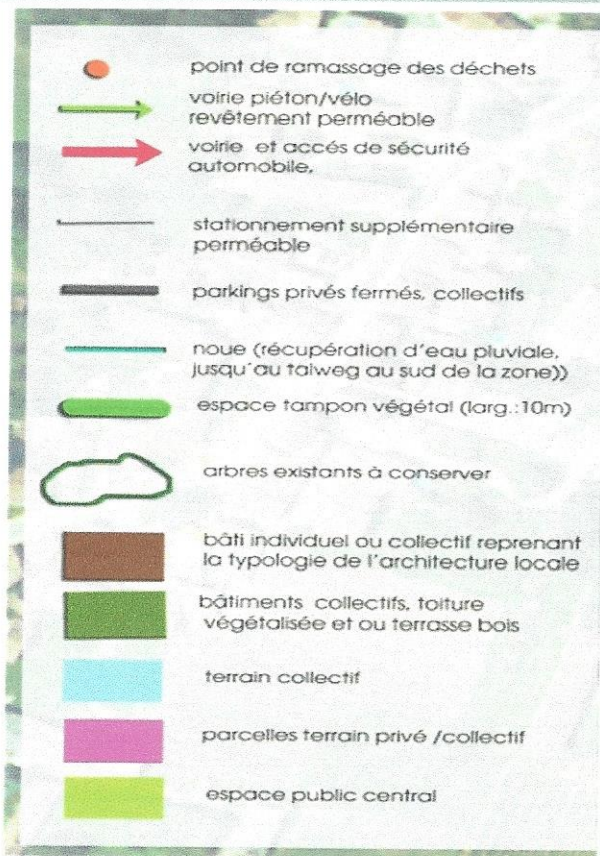 point de ramassage des déchets
voirie piéton/vélo
revêtement perméable
voirie et accés de sécurité
automobile,
stationnement supplémentaire
perméable
parkings privés fermés, collectifs
noue (récupération d'eau pluviale,
jusqu'au talweg au sud de la zone))
espace tampon végétal (larg.:10m)
arbres existants à conserver
bâti individuel ou collectif reprenant
la typologie de l'architecture locale
bâtiments collectifs, toiture
végétalisée et ou terrasse bois
terrain collectif
parcelles terrain privé /collectif
espace public central